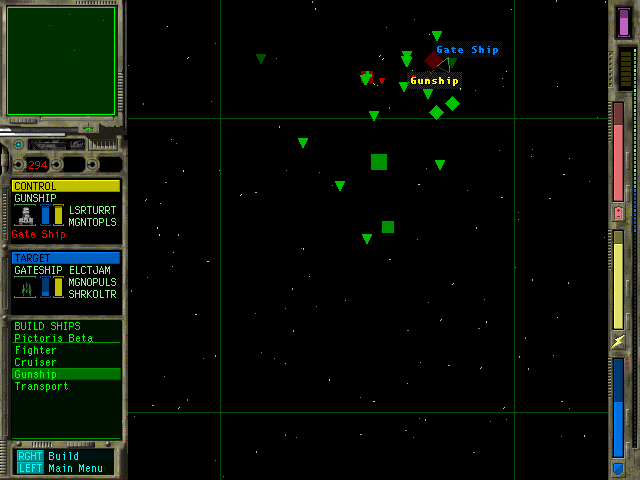 Gate Ship
Gunship
294
CONTROL
GUNSHIP
LSRTURRT
MGNTOPLS
Gate Ship
TARGET
GATESHIP ELCTJAM
MGNOPULS
SHRKOLTR
BUILD SHIPS
Pictoris Beta
Fighter
Cruiser
Gunship
Transport
RGHT Build
LEFT Main Menu